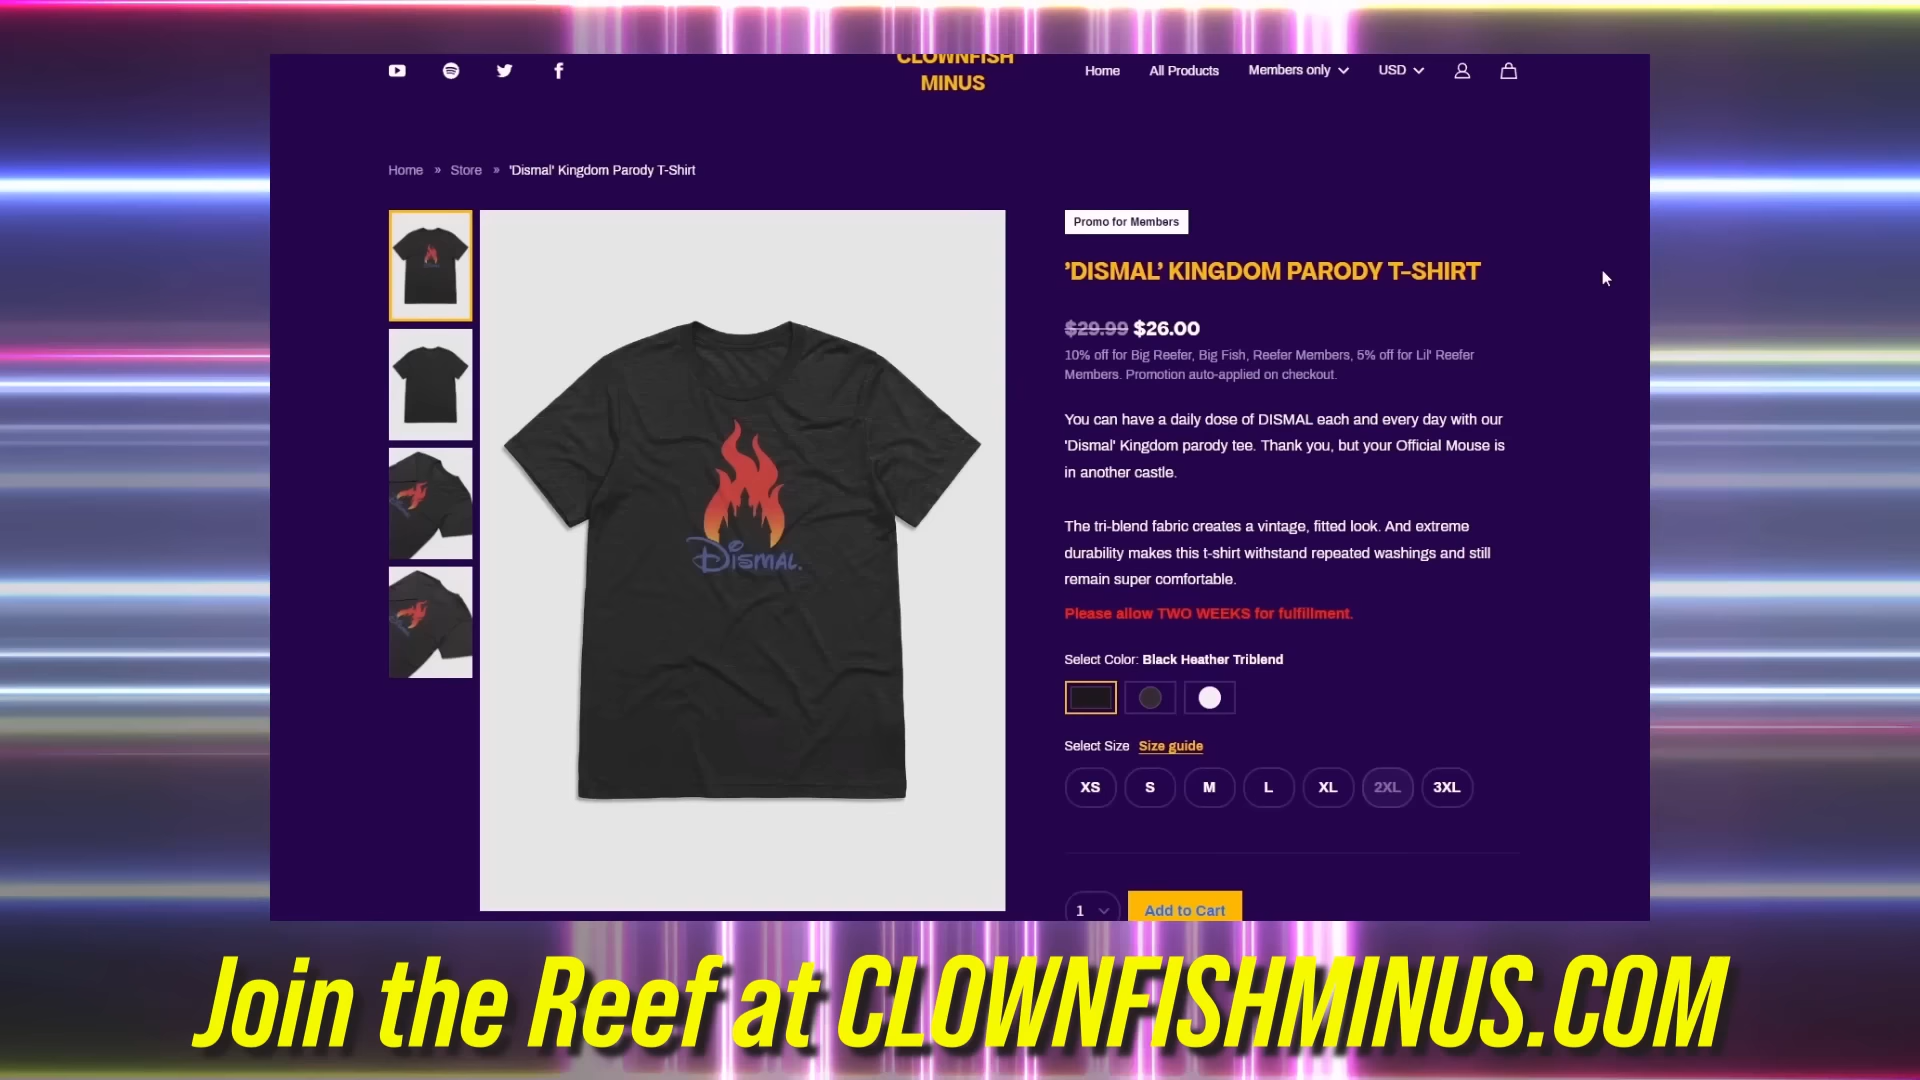 CLOWNFISH
MINUS
Home
All Products
Members only
USD
Home » Store » 'Dismal' Kingdom Parody T-Shirt
Promo for Members
'DISMAL' KINGDOM PARODY T-SHIRT
$29.99 $26.00
10% off for Big Reefer, Big Fish, Reefer Members, 5% off for Lil' Reefer
Members. Promotion auto-applied on checkout.
You can have a daily dose of DISMAL each and every day with our
'Dismal' Kingdom parody tee. Thank you, but your Official Mouse is
in another castle.
The tri-blend fabric creates a vintage, fitted look. And extreme
durability makes this t-shirt withstand repeated washings and still
remain super comfortable.
Please allow TWO WEEKS for fulfillment.
Select Color: Black Heather Triblend
Select Size Size guide
XS S M L XL 2XL 3XL
1
Add to Cart
Dismal.
Join the Reef at CLOWNFISHMINUS.COM